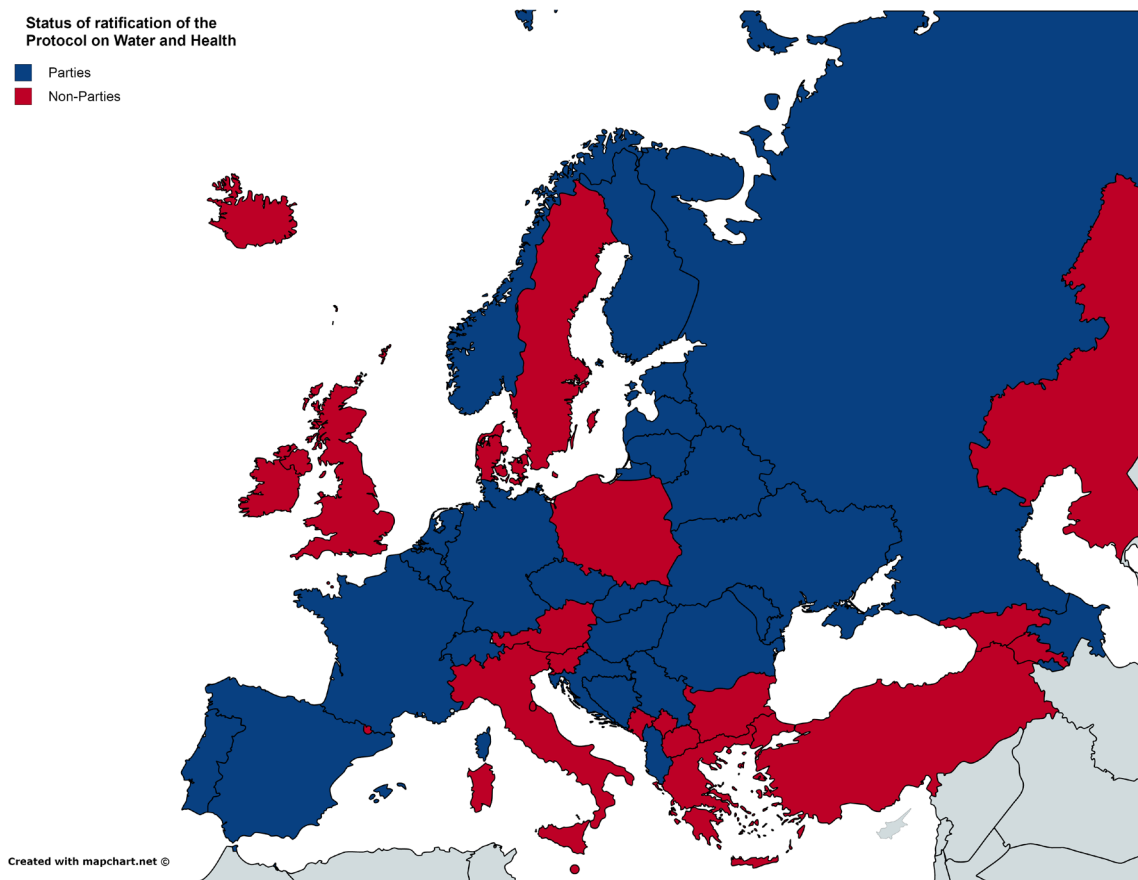 Status of ratification of the
Protocol on Water and Health
Parties
Non-Parties
Created with mapchart.net ©